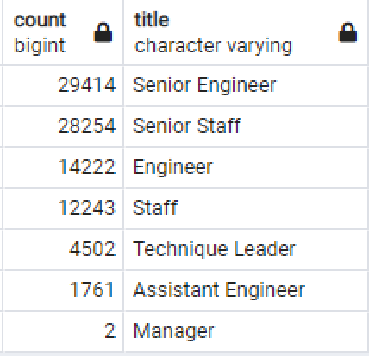 count title
bigint character varying
29414 Senior Engineer
28254 Senior Staff
14222 Engineer
12243 Staff
4502 Technique Leader
1761 Assistant Engineer
2 Manager